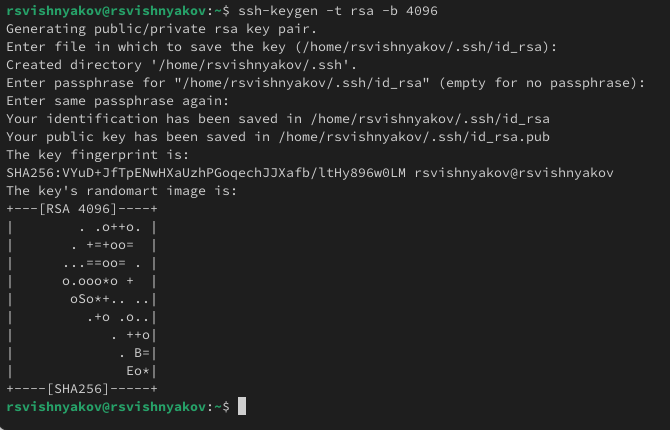 rsvishnyakov@rsvishnyakov:~$ ssh-keygen -t rsa -b 4096
Generating public/private rsa key pair.
Enter file in which to save the key (/home/rsvishnyakov/.ssh/id_rsa):
Created directory '/home/rsvishnyakov/.ssh'.
Enter passphrase for "/home/rsvishnyakov/.ssh/id_rsa" (empty for no passphrase):
Enter same passphrase again:
Your identification has been saved in /home/rsvishnyakov/.ssh/id_rsa
Your public key has been saved in /home/rsvishnyakov/.ssh/id_rsa.pub
The key fingerprint is:
SHA256:VYuD+JfTpENwHXaUzhPGoqechJJXafb/ltHy896w0LM rsvishnyakov@rsvishnyakov
The key's randomart image is:
+---[RSA 4096]----+
|        . .o++o. |
|       . +=+oo=  |
|      ...==oo= . |
|      o.ooo*o +  |
|       oSo*+.. ..|
|         .+o .o..|
|            . ++o|
|             . B=|
|              Eo*|
+----[SHA256]-----+
rsvishnyakov@rsvishnyakov:~$